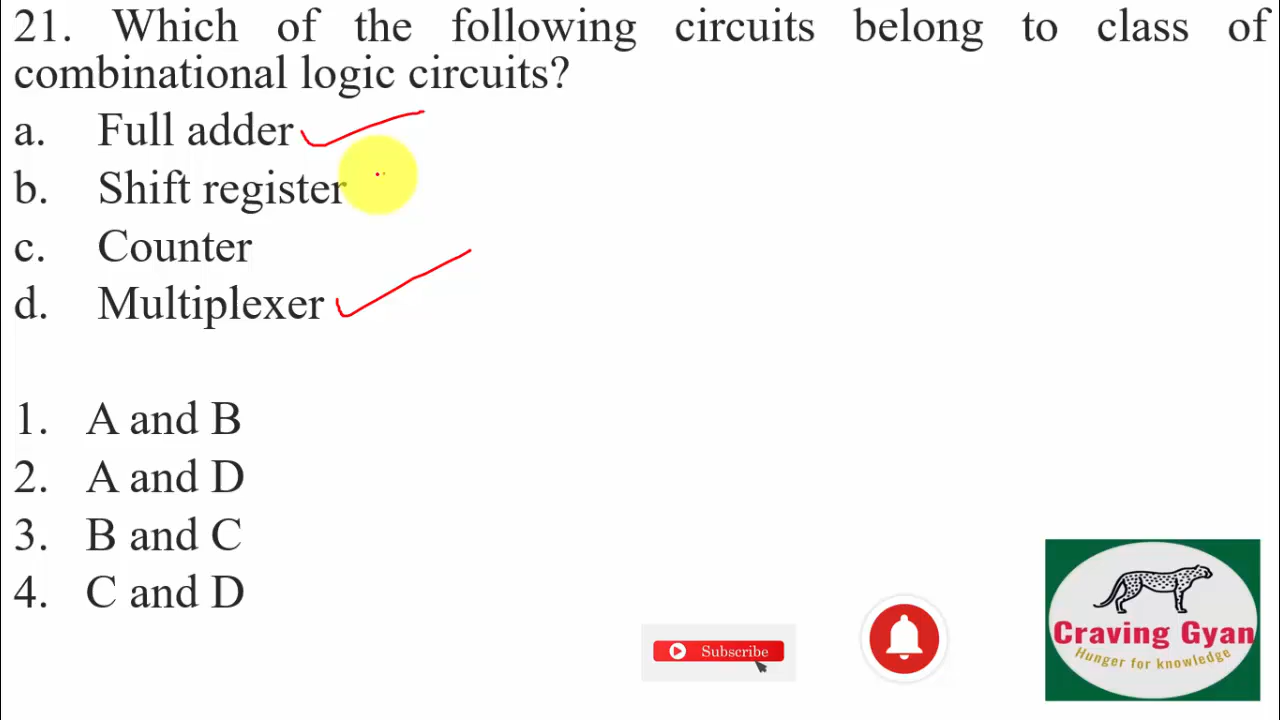 21. Which of the following circuits belong to class of
combinational logic circuits?
a. Full adder
b. Shift register
c. Counter
d. Multiplexer
1. A and B
2. A and D
3. B and C
4. C and D
Subscribe
Craving Gyan
Hunger for knowledge